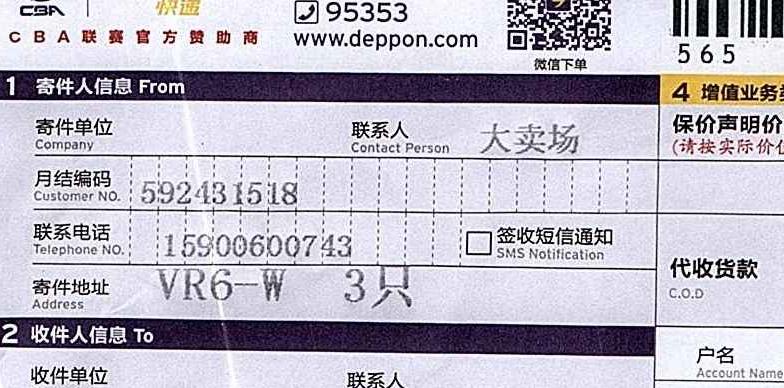 CBA 快递
CBA联赛官方赞助商
95353
www.deppon.com
微信下单
565
1 寄件人信息 From
寄件单位
Company
联系人
Contact Person
大卖场
月结编码
Customer NO.
592431518
联系电话
Telephone NO.
15900600743
签收短信通知
SMS Notification
寄件地址
Address
VR6-W 3只
2 收件人信息 To
收件单位
联系人
4 增值业务
保价声明价
(请按实际价
代收货款
C.O.D
户名
Account Name